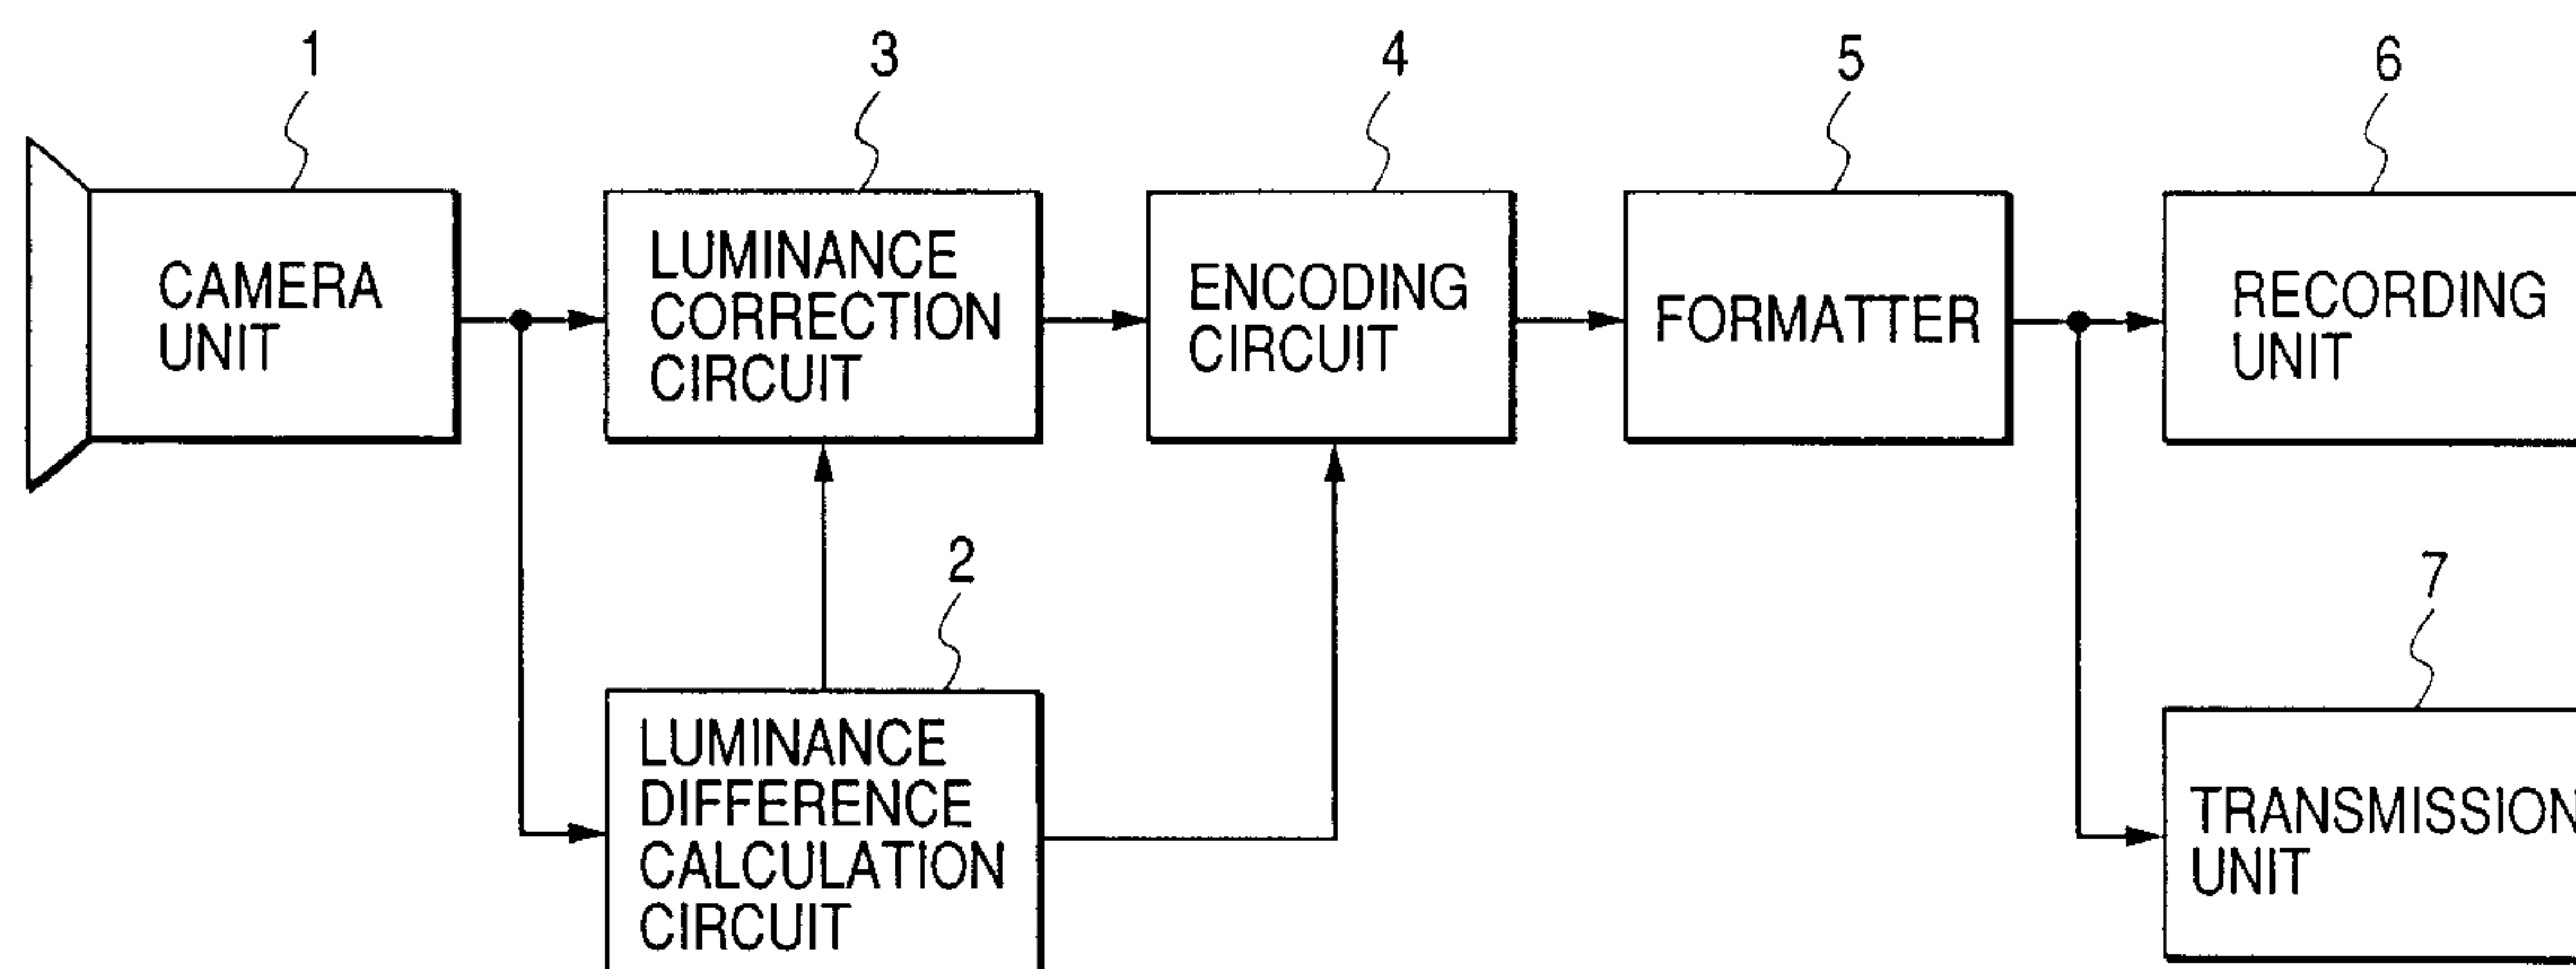 1
3
4
5
6
CAMERA
UNIT
LUMINANCE
CORRECTION
CIRCUIT
ENCODING
CIRCUIT
FORMATTER
RECORDING
UNIT
2
7
LUMINANCE
DIFFERENCE
CALCULATION
CIRCUIT
TRANSMISSION
UNIT